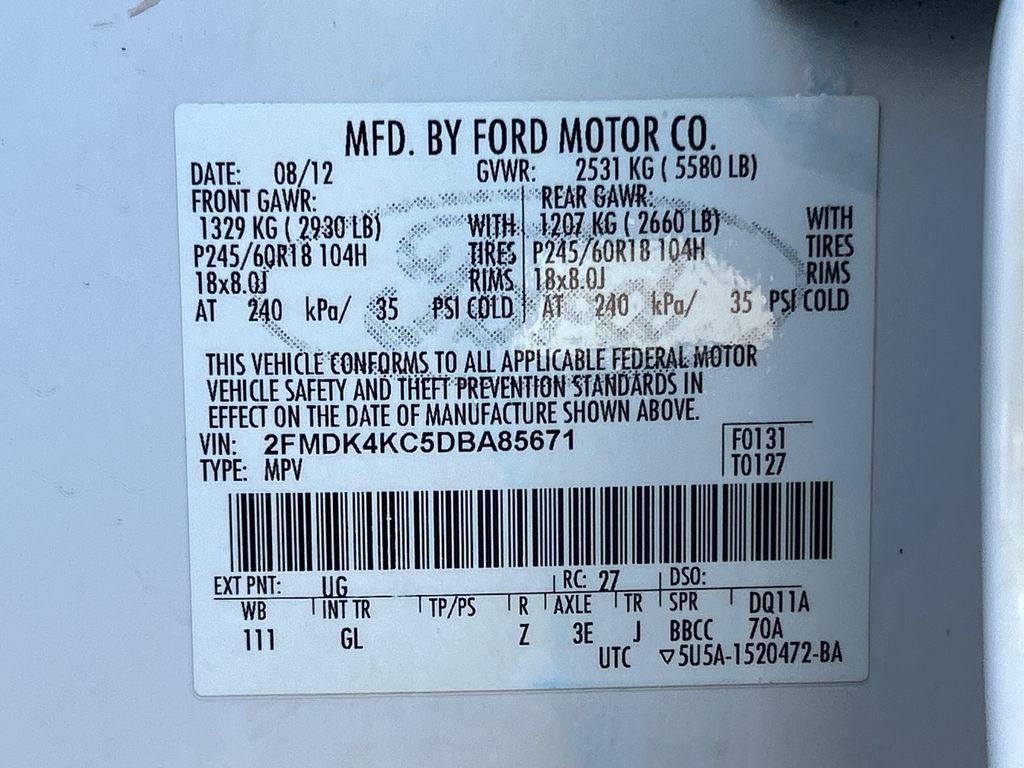 MFD. BY FORD MOTOR CO.
DATE: 08/12 GVWR: 2531 KG ( 5580 LB)
FRONT GAWR: REAR GAWR:
1329 KG ( 2930 LB) WITH 1207 KG ( 2660 LB) WITH
P245/60R18 104H TIRES P245/60R18 104H TIRES
18x8.0J RIMS 18x8.0J RIMS
AT 240 kPa/ 35 PSI COLD AT 240 kPa/ 35 PSI COLD
THIS VEHICLE CONFORMS TO ALL APPLICABLE FEDERAL MOTOR
VEHICLE SAFETY AND THEFT PREVENTION STANDARDS IN
EFFECT ON THE DATE OF MANUFACTURE SHOWN ABOVE.
VIN: 2FMDK4KC5DBA85671 F0131
TYPE: MPV T0127
EXT PNT: UG RC: 27 DSO:
WB INT TR TP/PS R AXLE TR SPR DQ11A
111 GL Z 3E J BBCC 70A
UTC ▽5U5A-1520472-BA